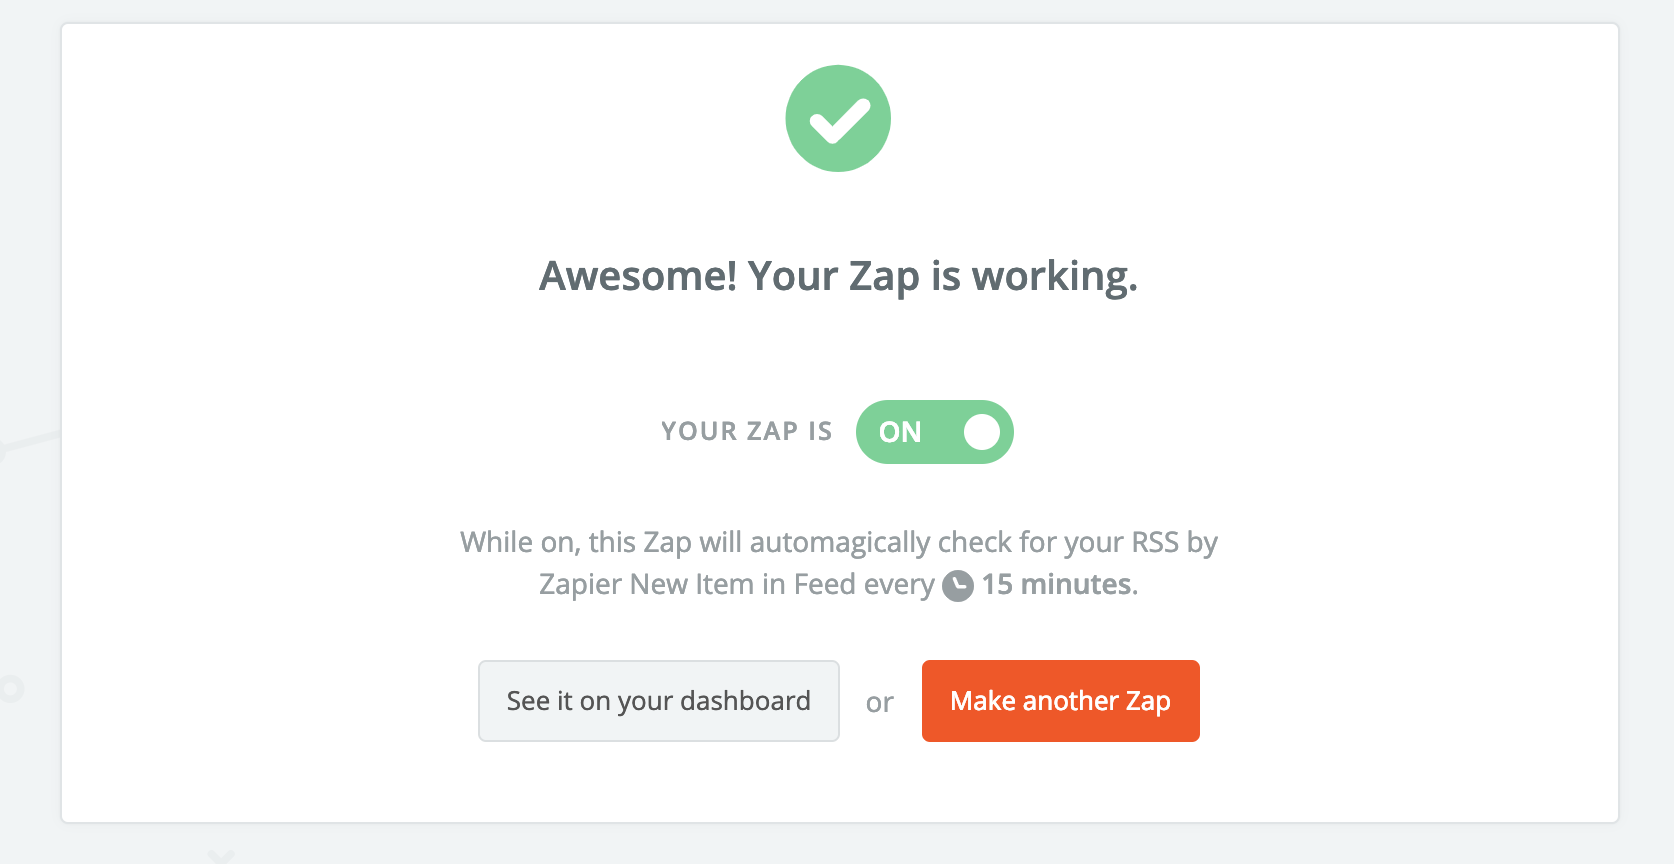 Awesome! Your Zap is working.
YOUR ZAP IS ON
While on, this Zap will automagically check for your RSS by
Zapier New Item in Feed every 15 minutes.
See it on your dashboard or Make another Zap